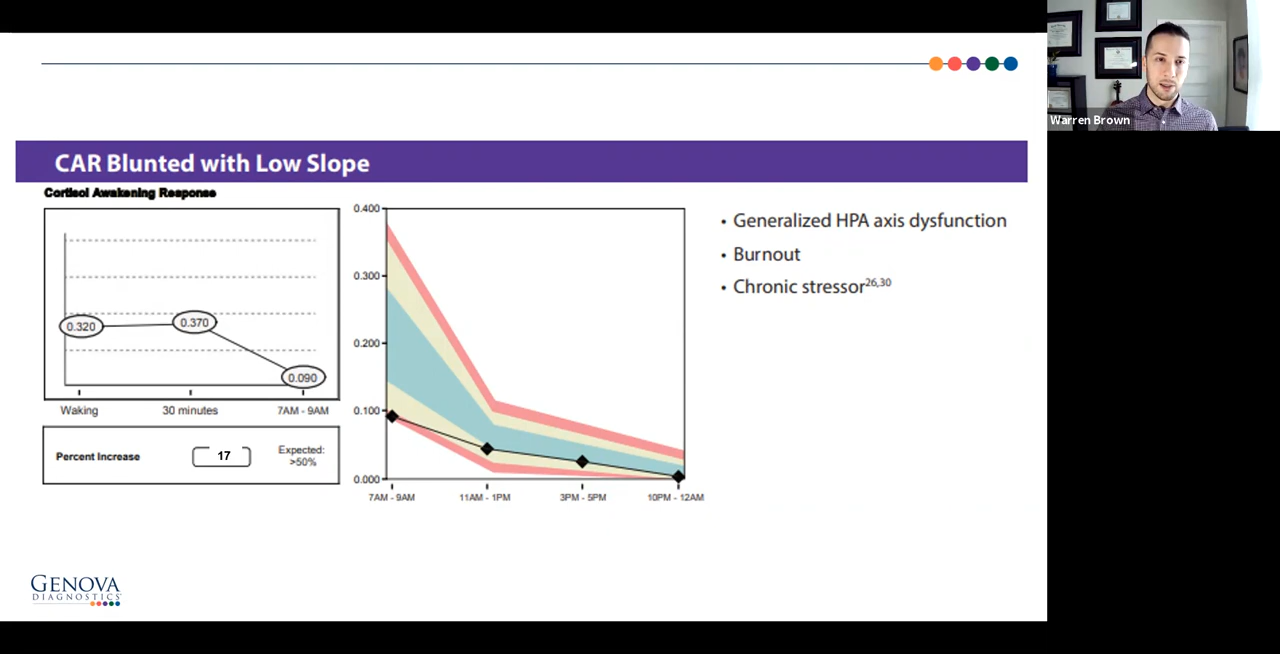 Warren Brown
CAR Blunted with Low Slope
Cortisol Awakening Response
0.320
0.370
0.090
Waking
30 minutes
7AM - 9AM
Percent Increase
17
Expected:
>50%
0.400
0.300
0.200
0.100
0.000
7AM - 9AM
11AM - 1PM
3PM - 5PM
10PM - 12AM
• Generalized HPA axis dysfunction
• Burnout
• Chronic stressor26,30
GENOVA
DIAGNOSTICS